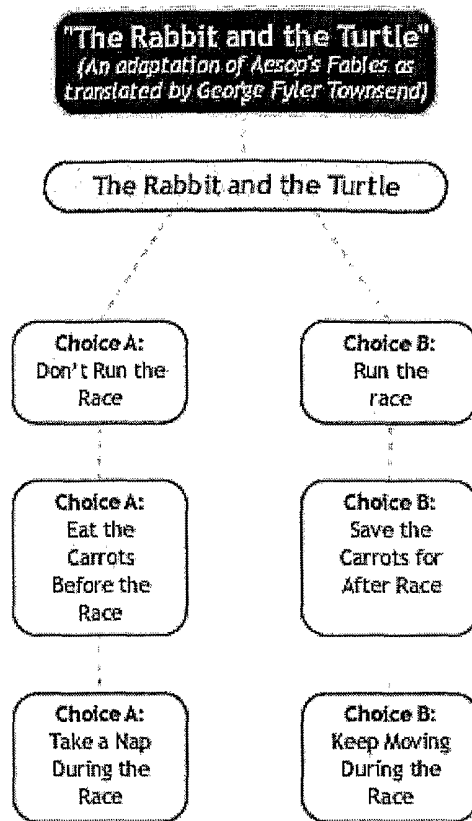 "The Rabbit and the Turtle"
(An adaptation of Aesop's Fables as
translated by George Fyler Townsend)
The Rabbit and the Turtle
Choice A:
Don't Run the
Race
Choice B:
Run the
race
Choice A:
Eat the
Carrots
Before the
Race
Choice B:
Save the
Carrots for
After Race
Choice A:
Take a Nap
During the
Race
Choice B:
Keep Moving
During the
Race